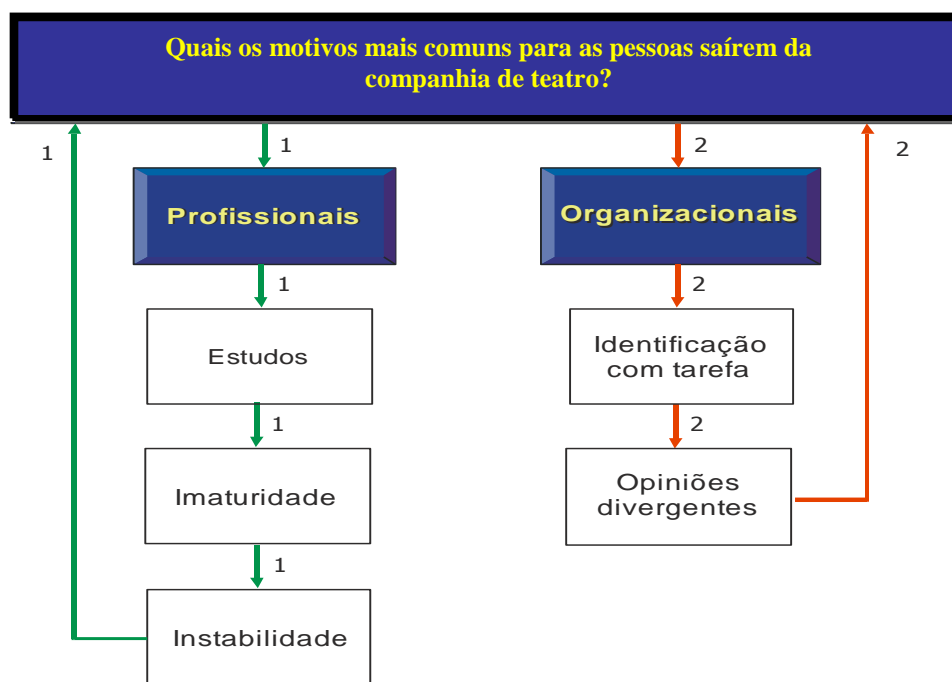 Quais os motivos mais comuns para as pessoas saírem da
companhia de teatro?
1
1
2
2
Profissionais
Organizacionais
1
2
Estudos
Identificação
com tarefa
1
2
Imaturidade
Opiniões
divergentes
1
Instabilidade